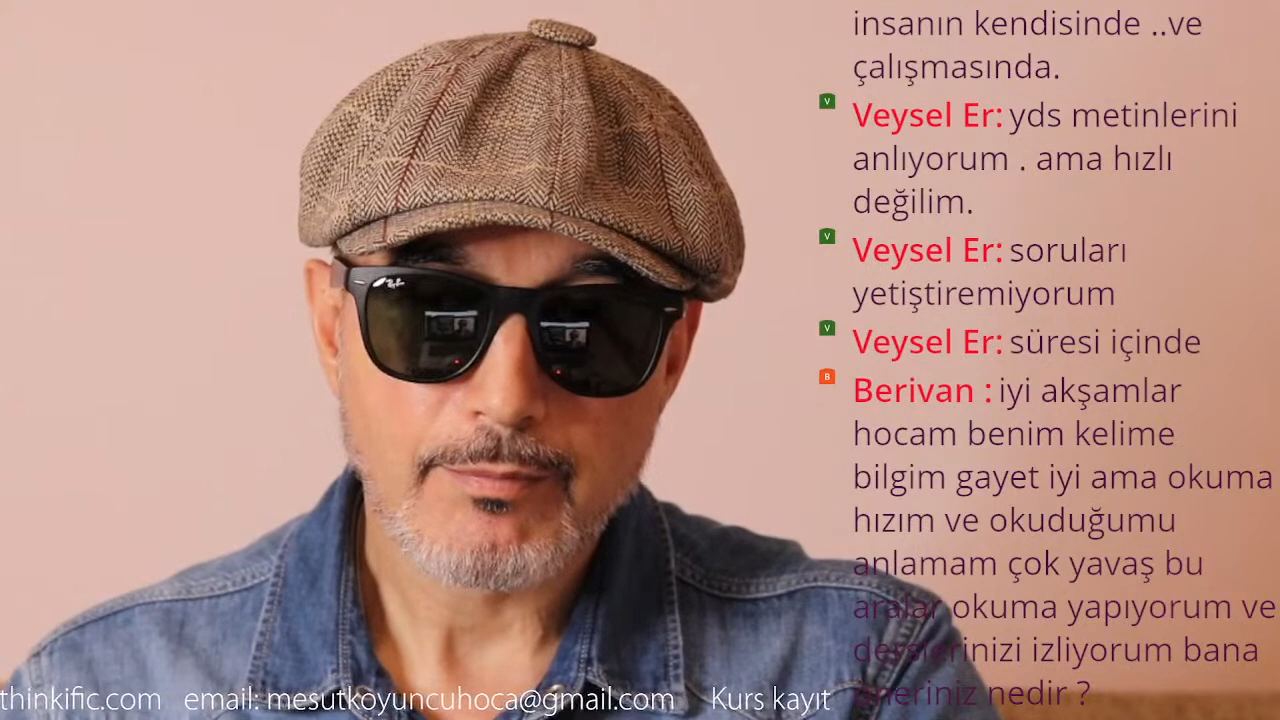 insanın kendisinde ..ve
çalışmasında.
V
Veysel Er: yds metinlerini
anlıyorum . ama hızlı
değilim.
V
Veysel Er: soruları
yetiştiremiyorum
V
Veysel Er: süresi içinde
B
Berivan : iyi akşamlar
hocam benim kelime
bilgim gayet iyi ama okuma
hızım ve okuduğumu
anlamam çok yavaş bu
aralar okuma yapıyorum ve
derslerinizi izliyorum bana
öneriniz nedir ?
thinkific.com email: mesutkoyuncuhoca@gmail.com Kurs kayıt
Ray-Ban